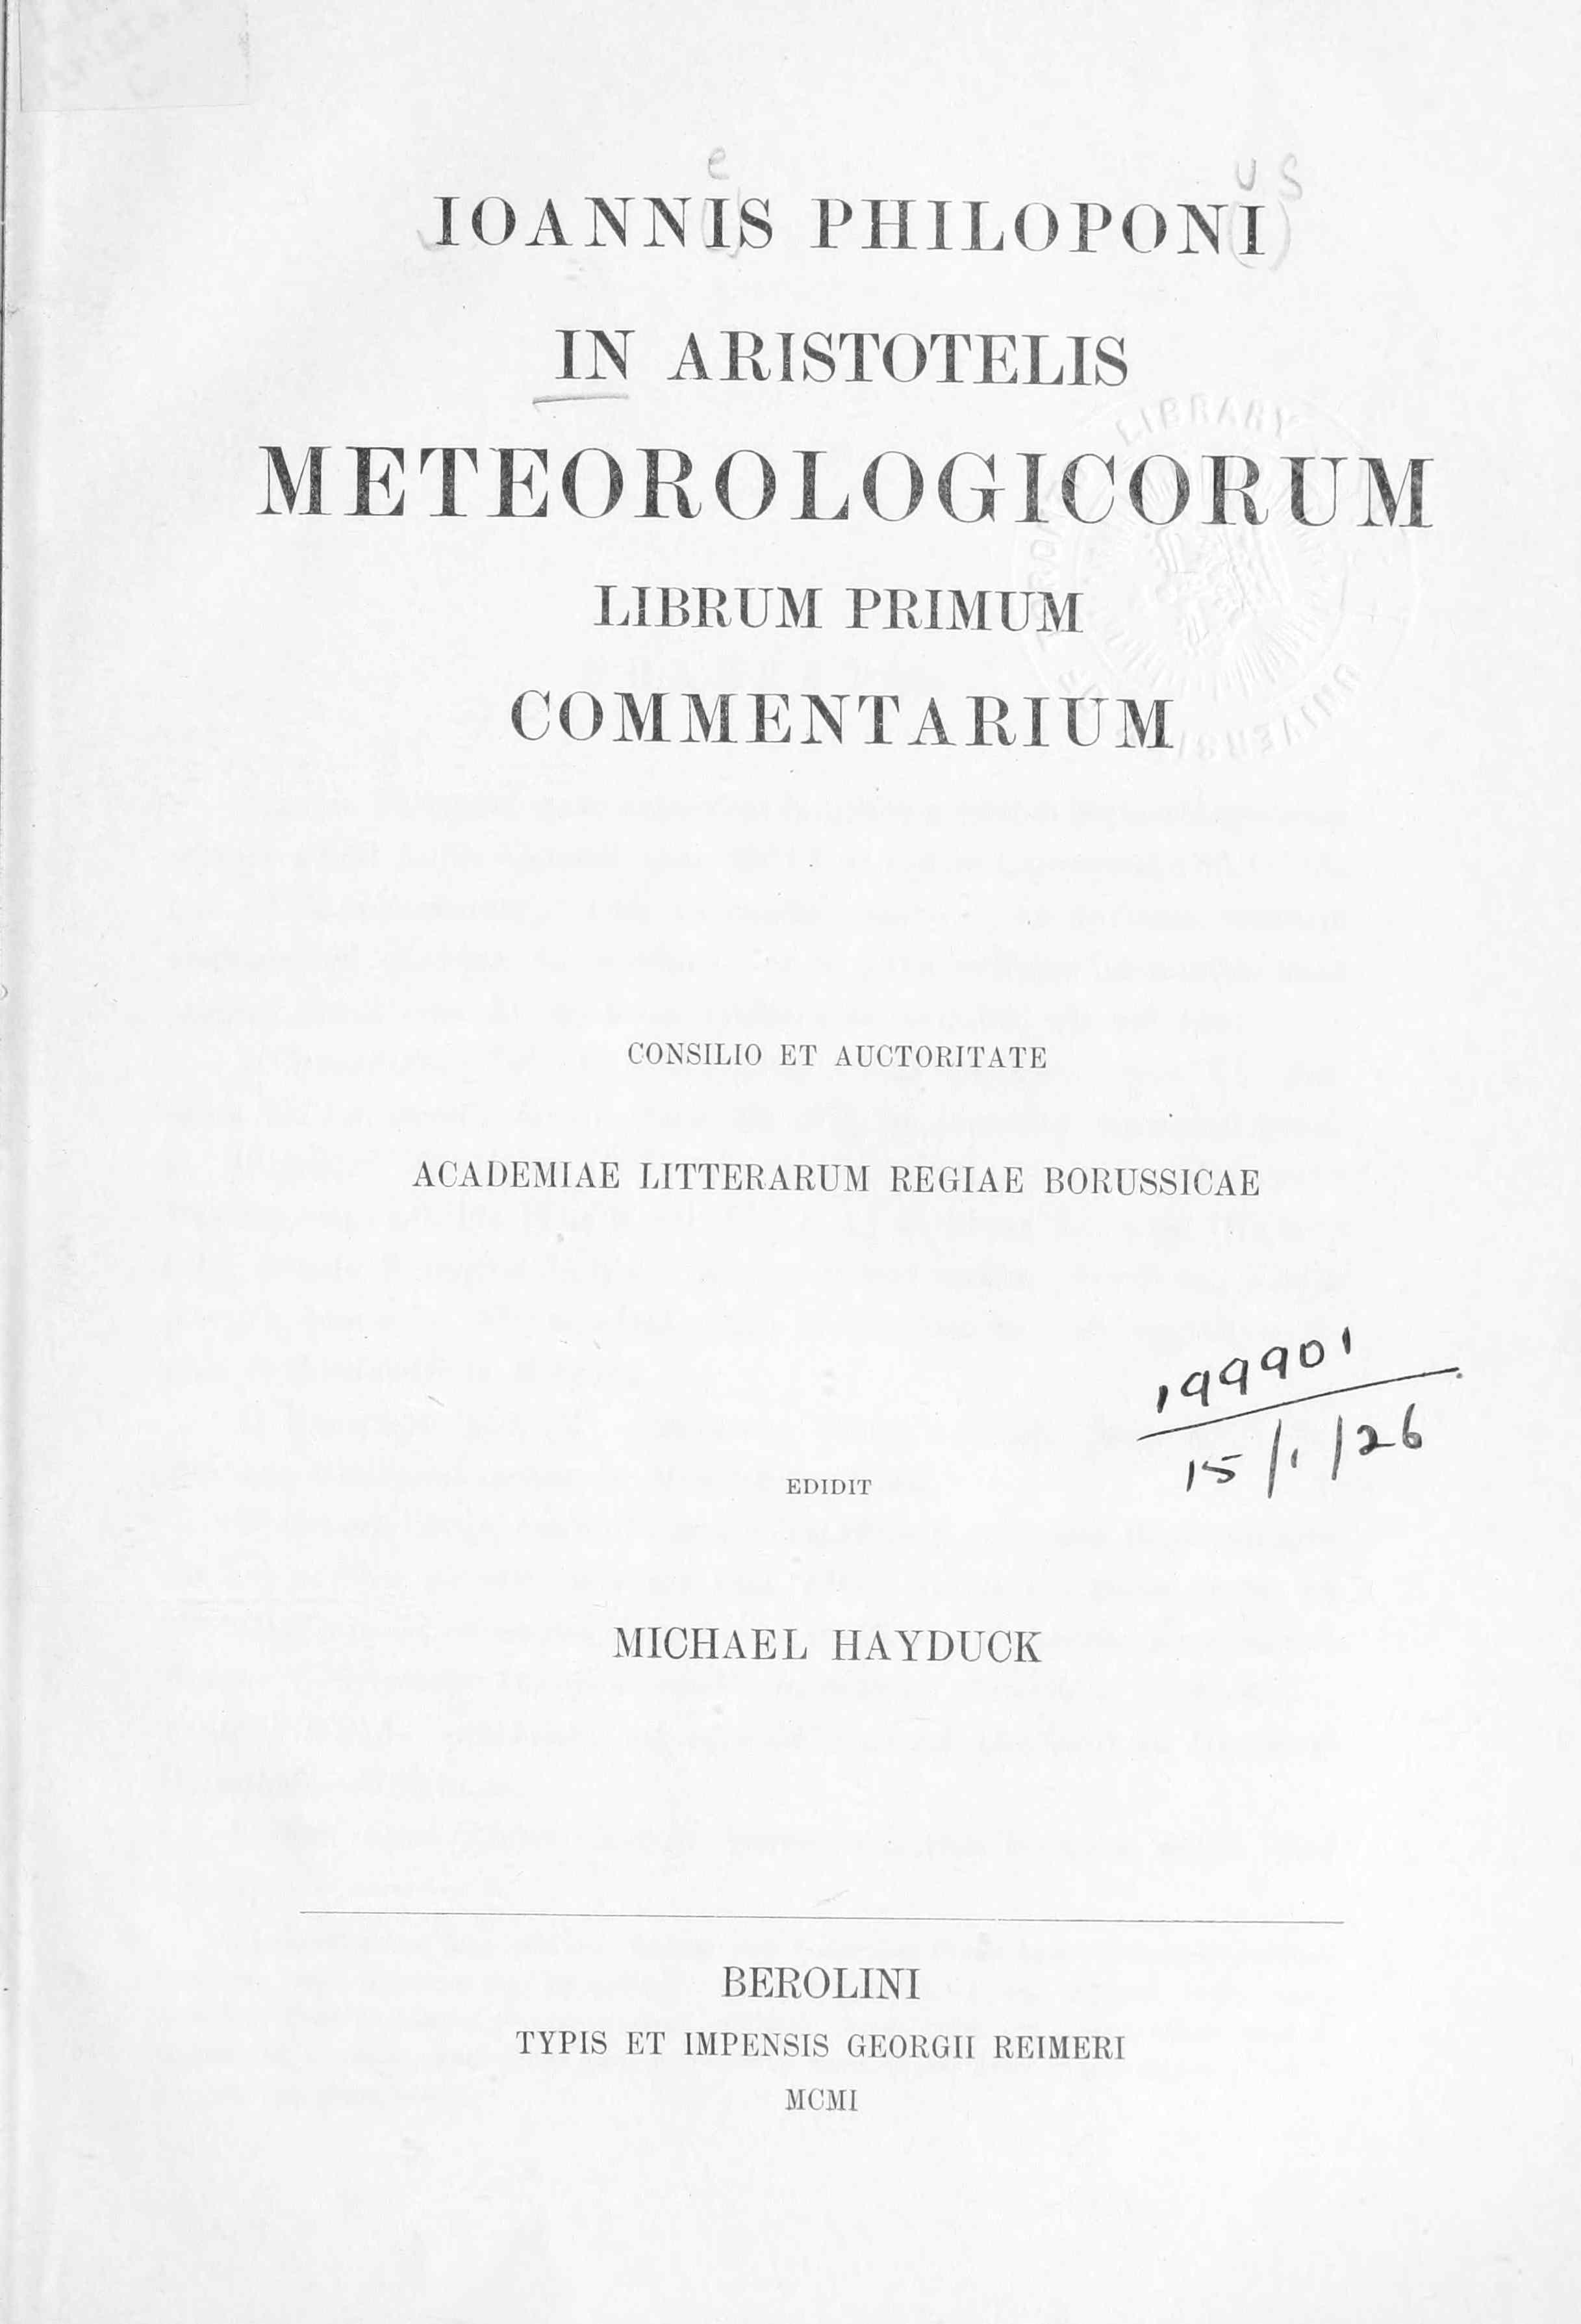 e
U S
IOANNIS PHILOPONI
IN ARISTOTELIS
METEOROLOGICORUM
LIBRUM PRIMUM
COMMENTARIUM
LIBRARY
CONSILIO ET AUCTORITATE
ACADEMIAE LITTERARUM REGIAE BORUSSICAE
199901
15/1/26
EDIDIT
MICHAEL HAYDUCK
BEROLINI
TYPIS ET IMPENSIS GEORGII REIMERI
MCMI